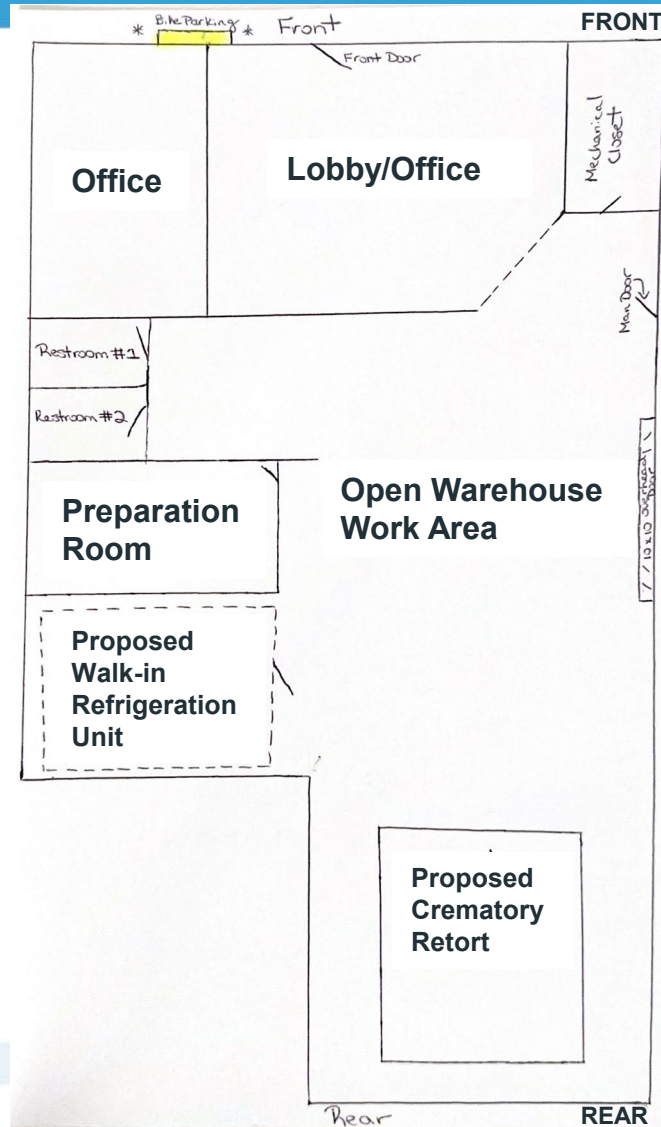 * Bike Parking * Front
FRONT
Front Door
Mechanical
Closet
Office
Lobby/Office
Man Door
Restroom #1
Restroom #2
10x10 overhead
Door
Preparation
Room
Open Warehouse
Work Area
Proposed
Walk-in
Refrigeration
Unit
Proposed
Crematory
Retort
Rear
REAR